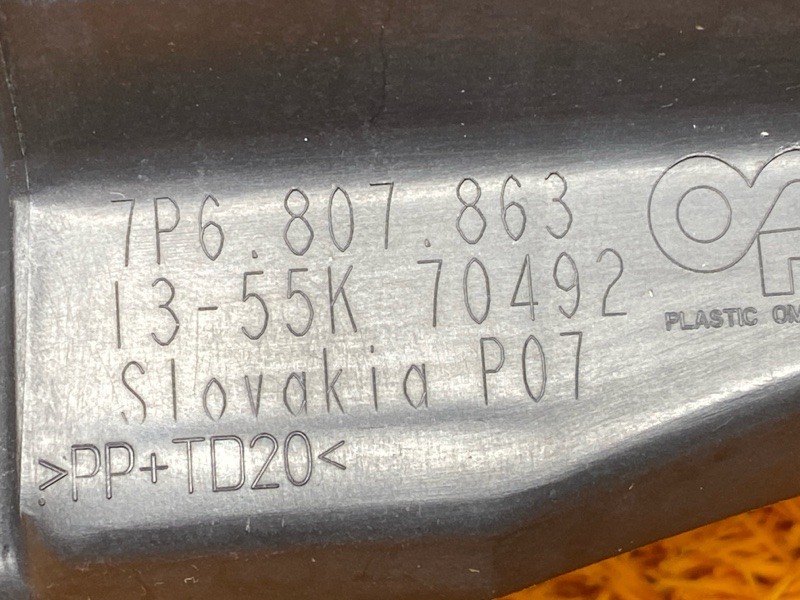 7P6.807.863
13-55K 70492
Slovakia P07
>PP+TD20<
PLASTIC OM